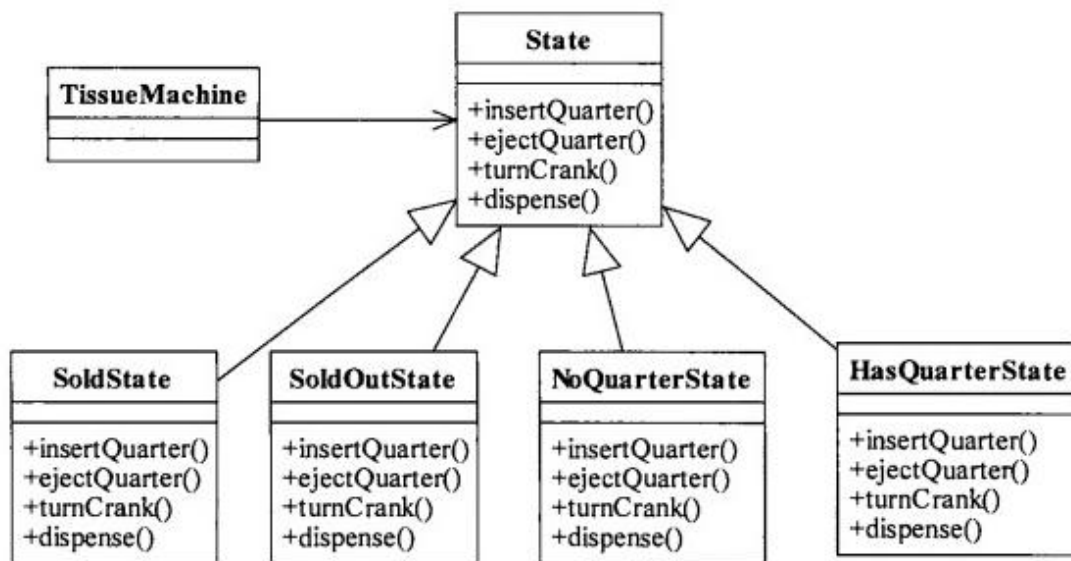 State
+insertQuarter()
+ejectQuarter()
+turnCrank()
+dispense()
TissueMachine
SoldState
+insertQuarter()
+ejectQuarter()
+turnCrank()
+dispense()
SoldOutState
+insertQuarter()
+ejectQuarter()
+turnCrank()
+dispense()
NoQuarterState
+insertQuarter()
+ejectQuarter()
+turnCrank()
+dispense()
HasQuarterState
+insertQuarter()
+ejectQuarter()
+turnCrank()
+dispense()